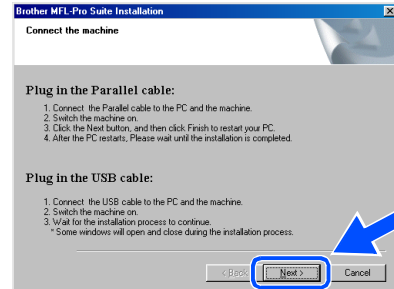 Brother MFL-Pro Suite Installation
Connect the machine
Plug in the Parallel cable:
1. Connect the Parallel cable to the PC and the machine.
2. Switch the machine on.
3. Click the Next button, and then click Finish to restart your PC.
4. After the PC restarts, Please wait until the installation is completed.
Plug in the USB cable:
1. Connect the USB cable to the PC and the machine.
2. Switch the machine on.
3. Wait for the installation process to continue.
* Some windows will open and close during the installation process.
< Back Next > Cancel